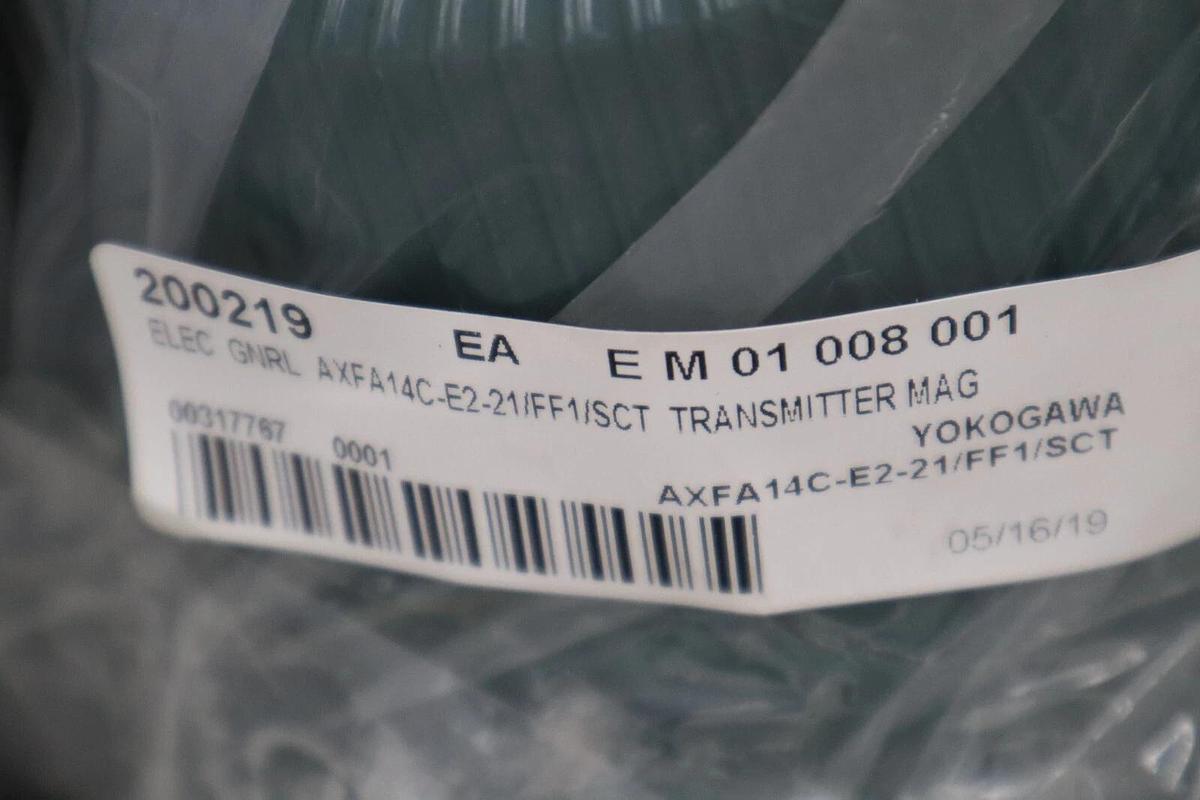 200219 EA E M 01 008 001
ELEC GNRL AXFA14C-E2-21/FF1/SCT TRANSMITTER MAG
00317767 0001 YOKOGAWA
AXFA14C-E2-21/FF1/SCT
05/16/19